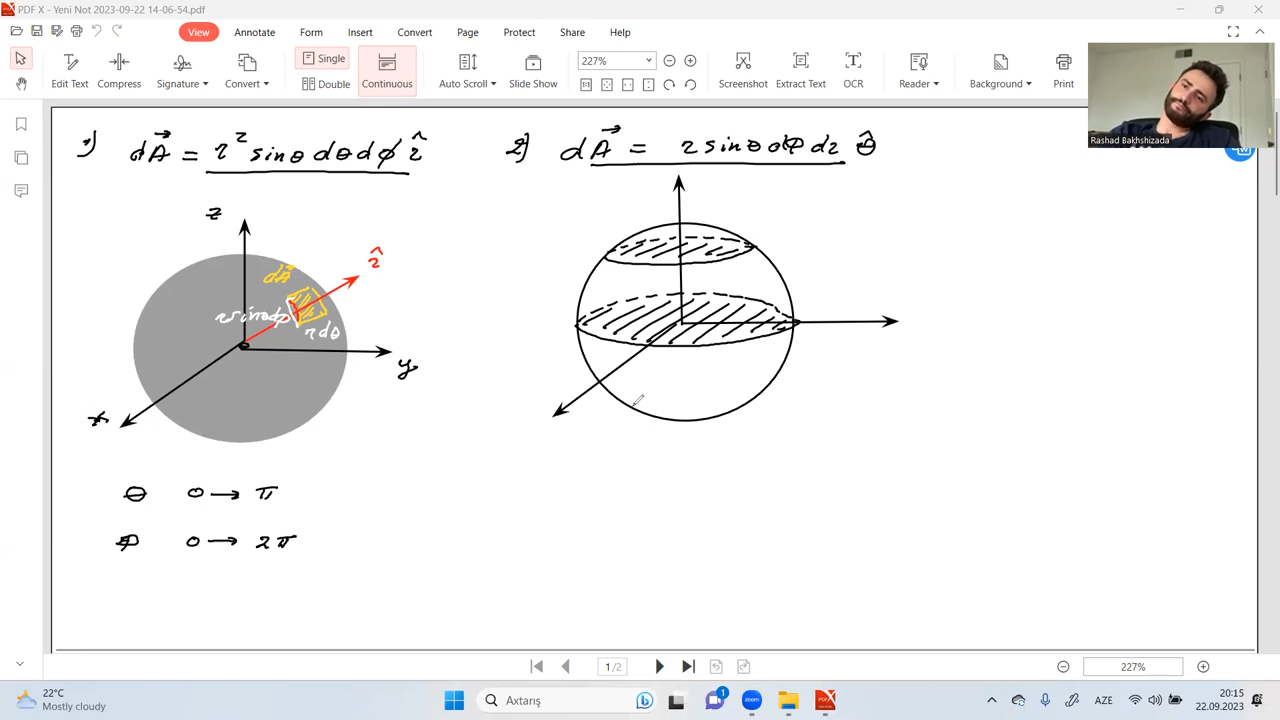 PDF X - Yeni Not 2023-09-22 14-06-54.pdf
View Annotate Form Insert Convert Page Protect Share Help
Single 227%
Edit Text Compress Signature Convert Double Continuous Auto Scroll Slide Show Screenshot Extract Text OCR Reader Background Print
Rashad Bakhshizada
1) dA⃗ = r² sinθ dθ dϕ r̂
2) dA⃗ = r sinθ dϕ dr θ̂
z
r̂
dA⃗
r sinθ dϕ
r dθ
y
x
θ 0 → π
ϕ 0 → 2π
1/2 227%
22°C
Mostly cloudy
Axtarış
1
AZE
20:15
22.09.2023